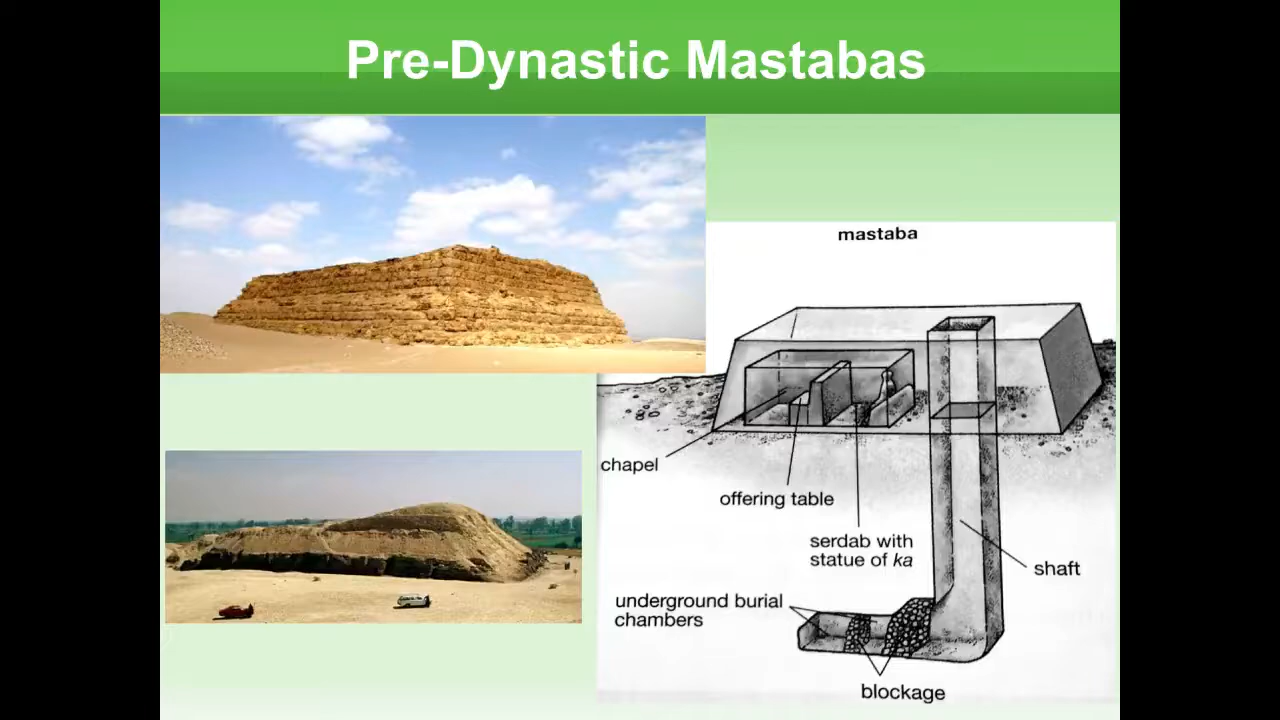 Pre-Dynastic Mastabas
mastaba
chapel
offering table
serdab with
statue of ka
shaft
underground burial
chambers
blockage